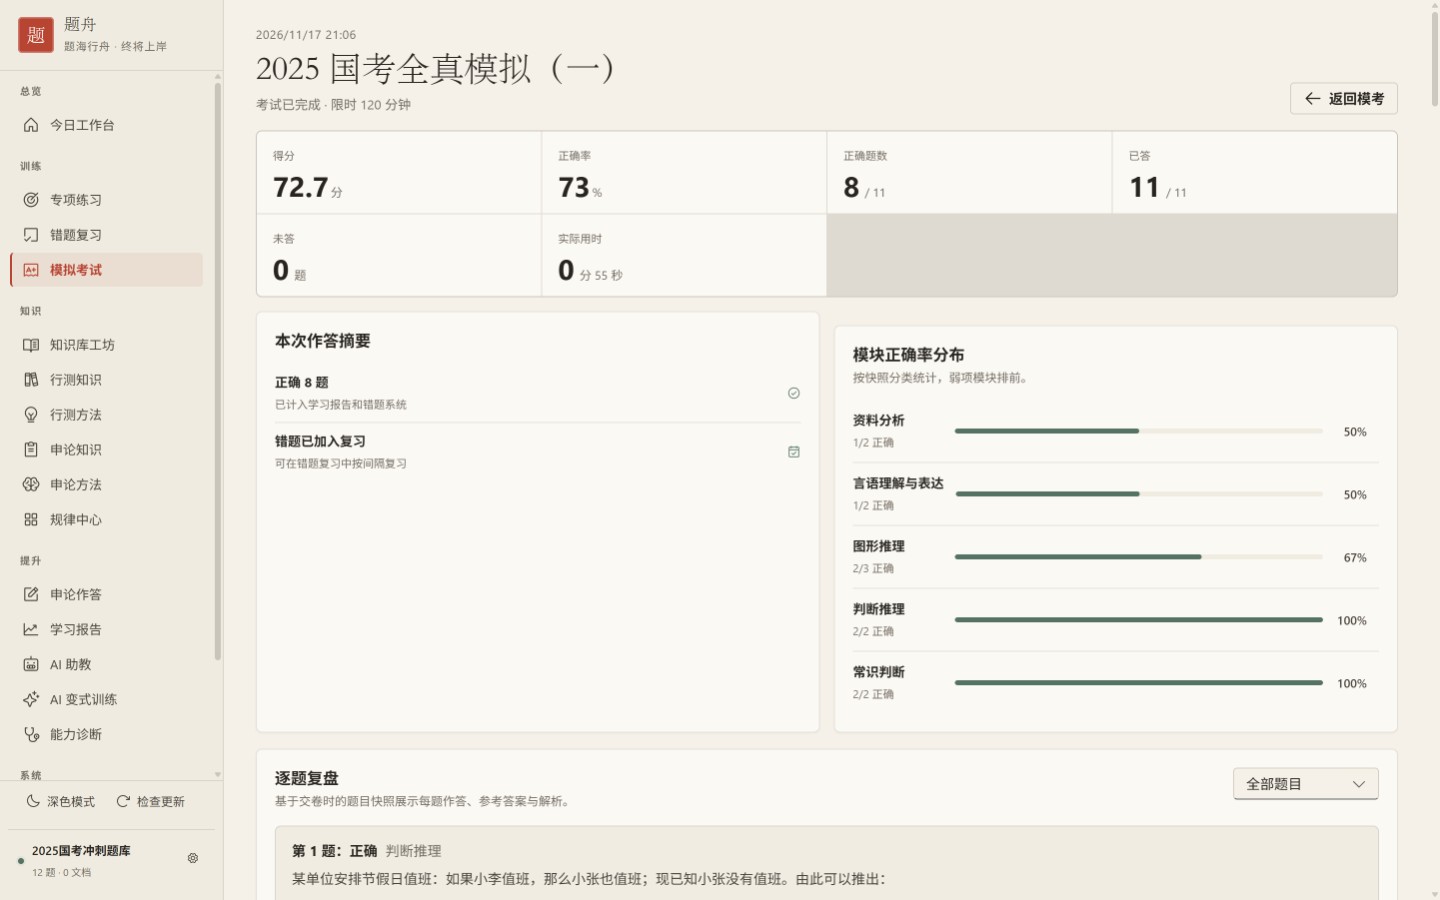 题
题舟
题海行舟 · 终将上岸
总览
今日工作台
训练
专项练习
错题复习
模拟考试
知识
知识库工坊
行测知识
行测方法
申论知识
申论方法
规律中心
提升
申论作答
学习报告
AI 助教
AI 变式训练
能力诊断
系统
深色模式
检查更新
2025国考冲刺题库
12 题 · 0 文档
2026/11/17 21:06
2025 国考全真模拟（一）
考试已完成 · 限时 120 分钟
返回模考
得分
72.7 分
正确率
73 %
正确题数
8 / 11
已答
11 / 11
未答
0 题
实际用时
0 分 55 秒
本次作答摘要
正确 8 题
已计入学习报告和错题系统
错题已加入复习
可在错题复习中按间隔复习
模块正确率分布
按快照分类统计，弱项模块排前。
资料分析
1/2 正确
50%
言语理解与表达
1/2 正确
50%
图形推理
2/3 正确
67%
判断推理
2/2 正确
100%
常识判断
2/2 正确
100%
逐题复盘
基于交卷时的题目快照展示每题作答、参考答案与解析。
全部题目
第 1 题：正确 判断推理
某单位安排节假日值班：如果小李值班，那么小张也值班；现已知小张没有值班。由此可以推出：